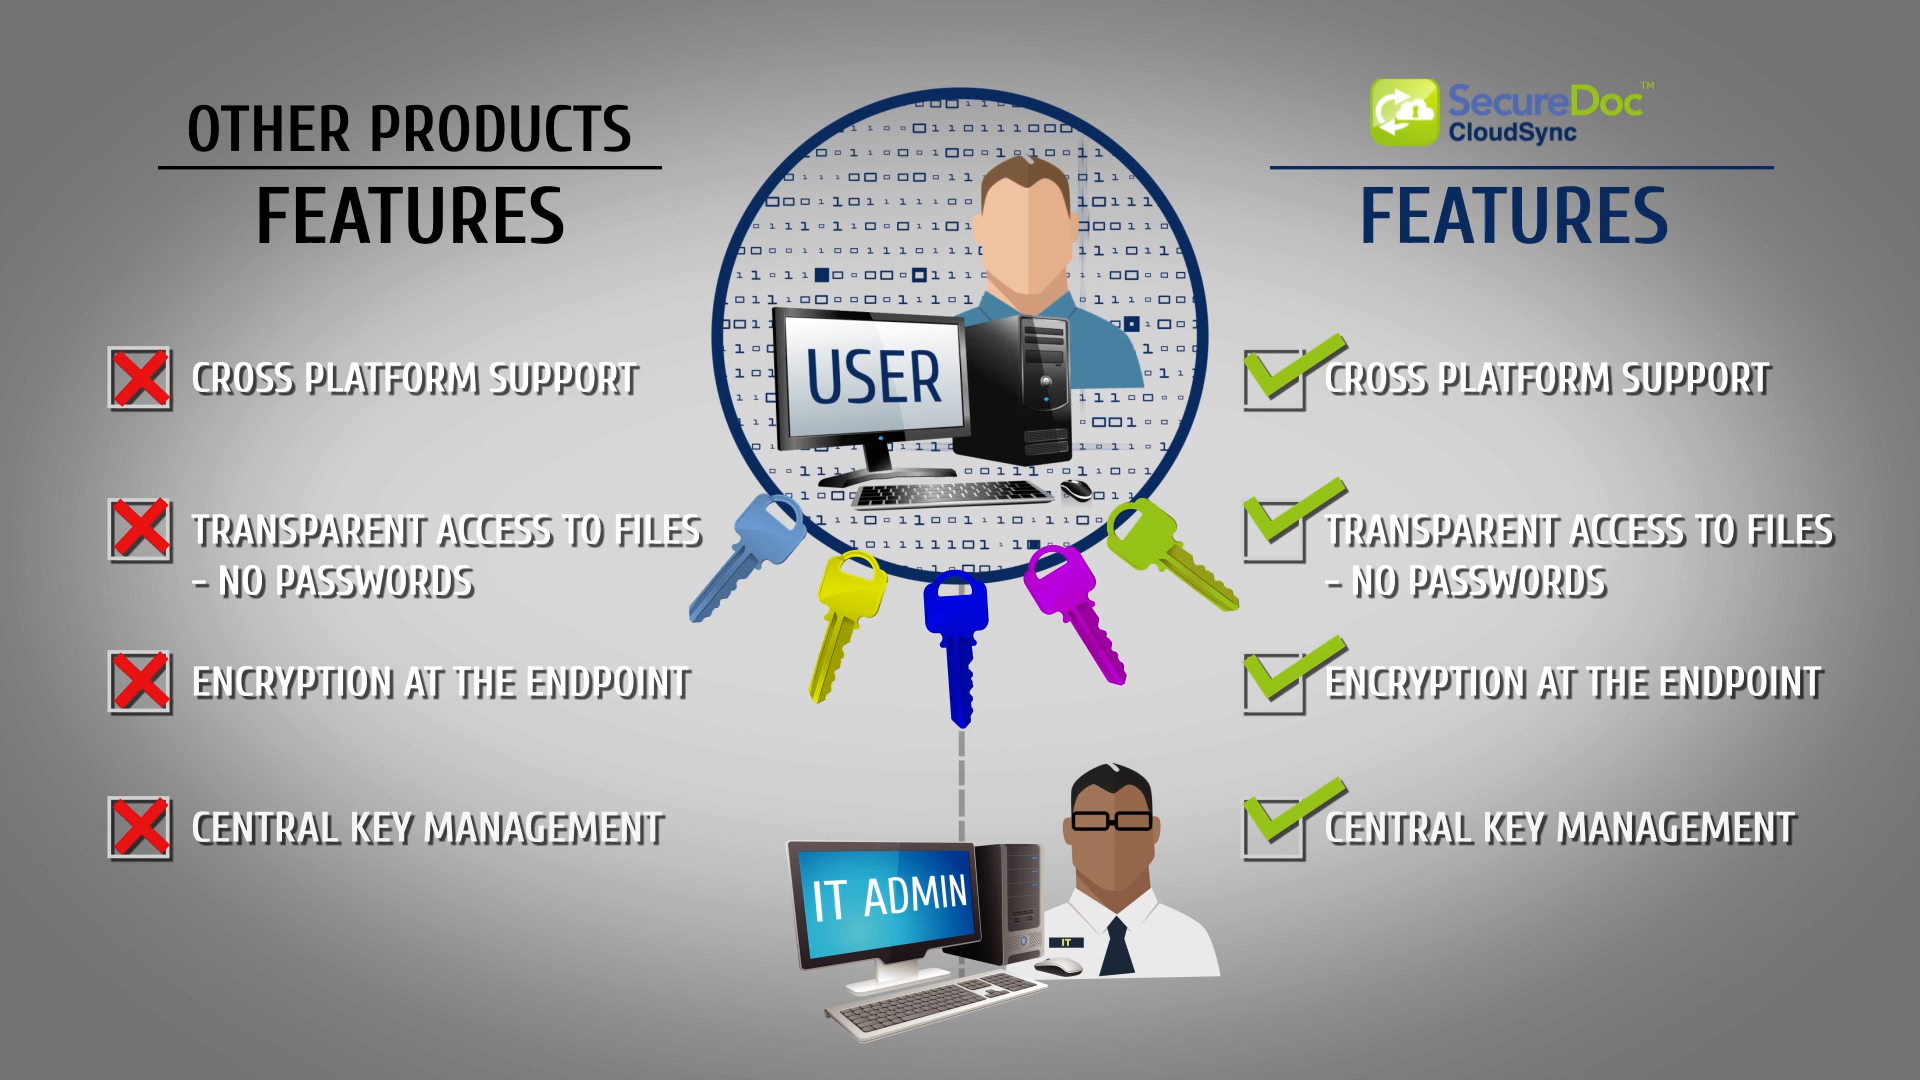 OTHER PRODUCTS
FEATURES
CROSS PLATFORM SUPPORT
TRANSPARENT ACCESS TO FILES
- NO PASSWORDS
ENCRYPTION AT THE ENDPOINT
CENTRAL KEY MANAGEMENT
USER
IT ADMIN
IT
SecureDoc™
CloudSync
FEATURES
CROSS PLATFORM SUPPORT
TRANSPARENT ACCESS TO FILES
- NO PASSWORDS
ENCRYPTION AT THE ENDPOINT
CENTRAL KEY MANAGEMENT